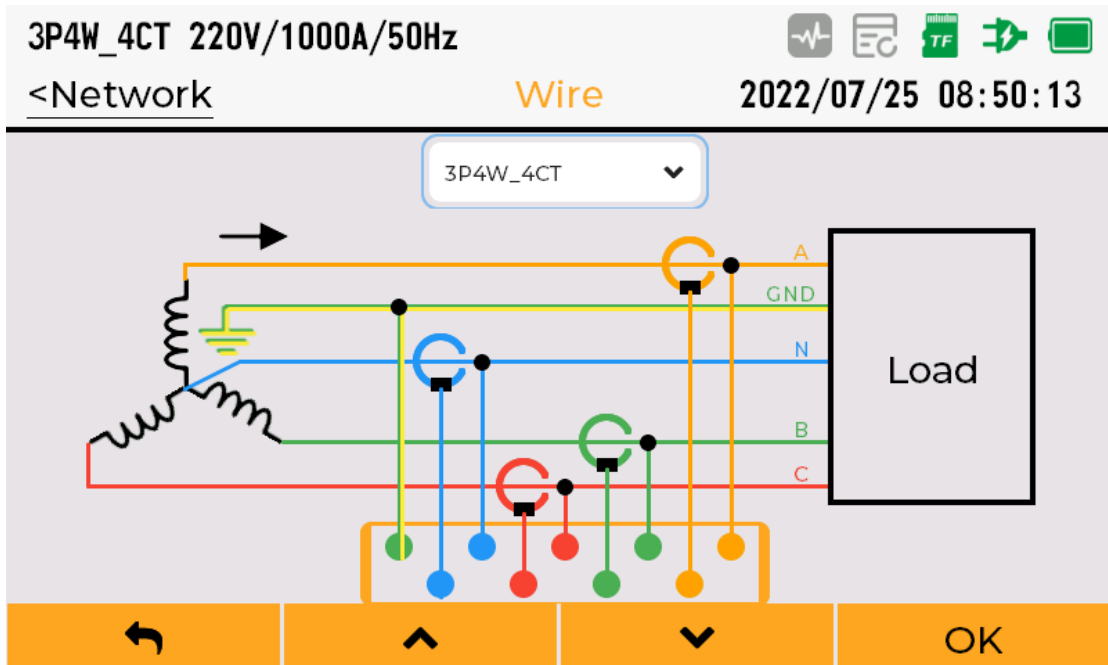 3P4W_4CT 220V/1000A/50Hz
TF
<Network
Wire
2022/07/25 08:50:13
3P4W_4CT
A
GND
N
Load
B
C
OK